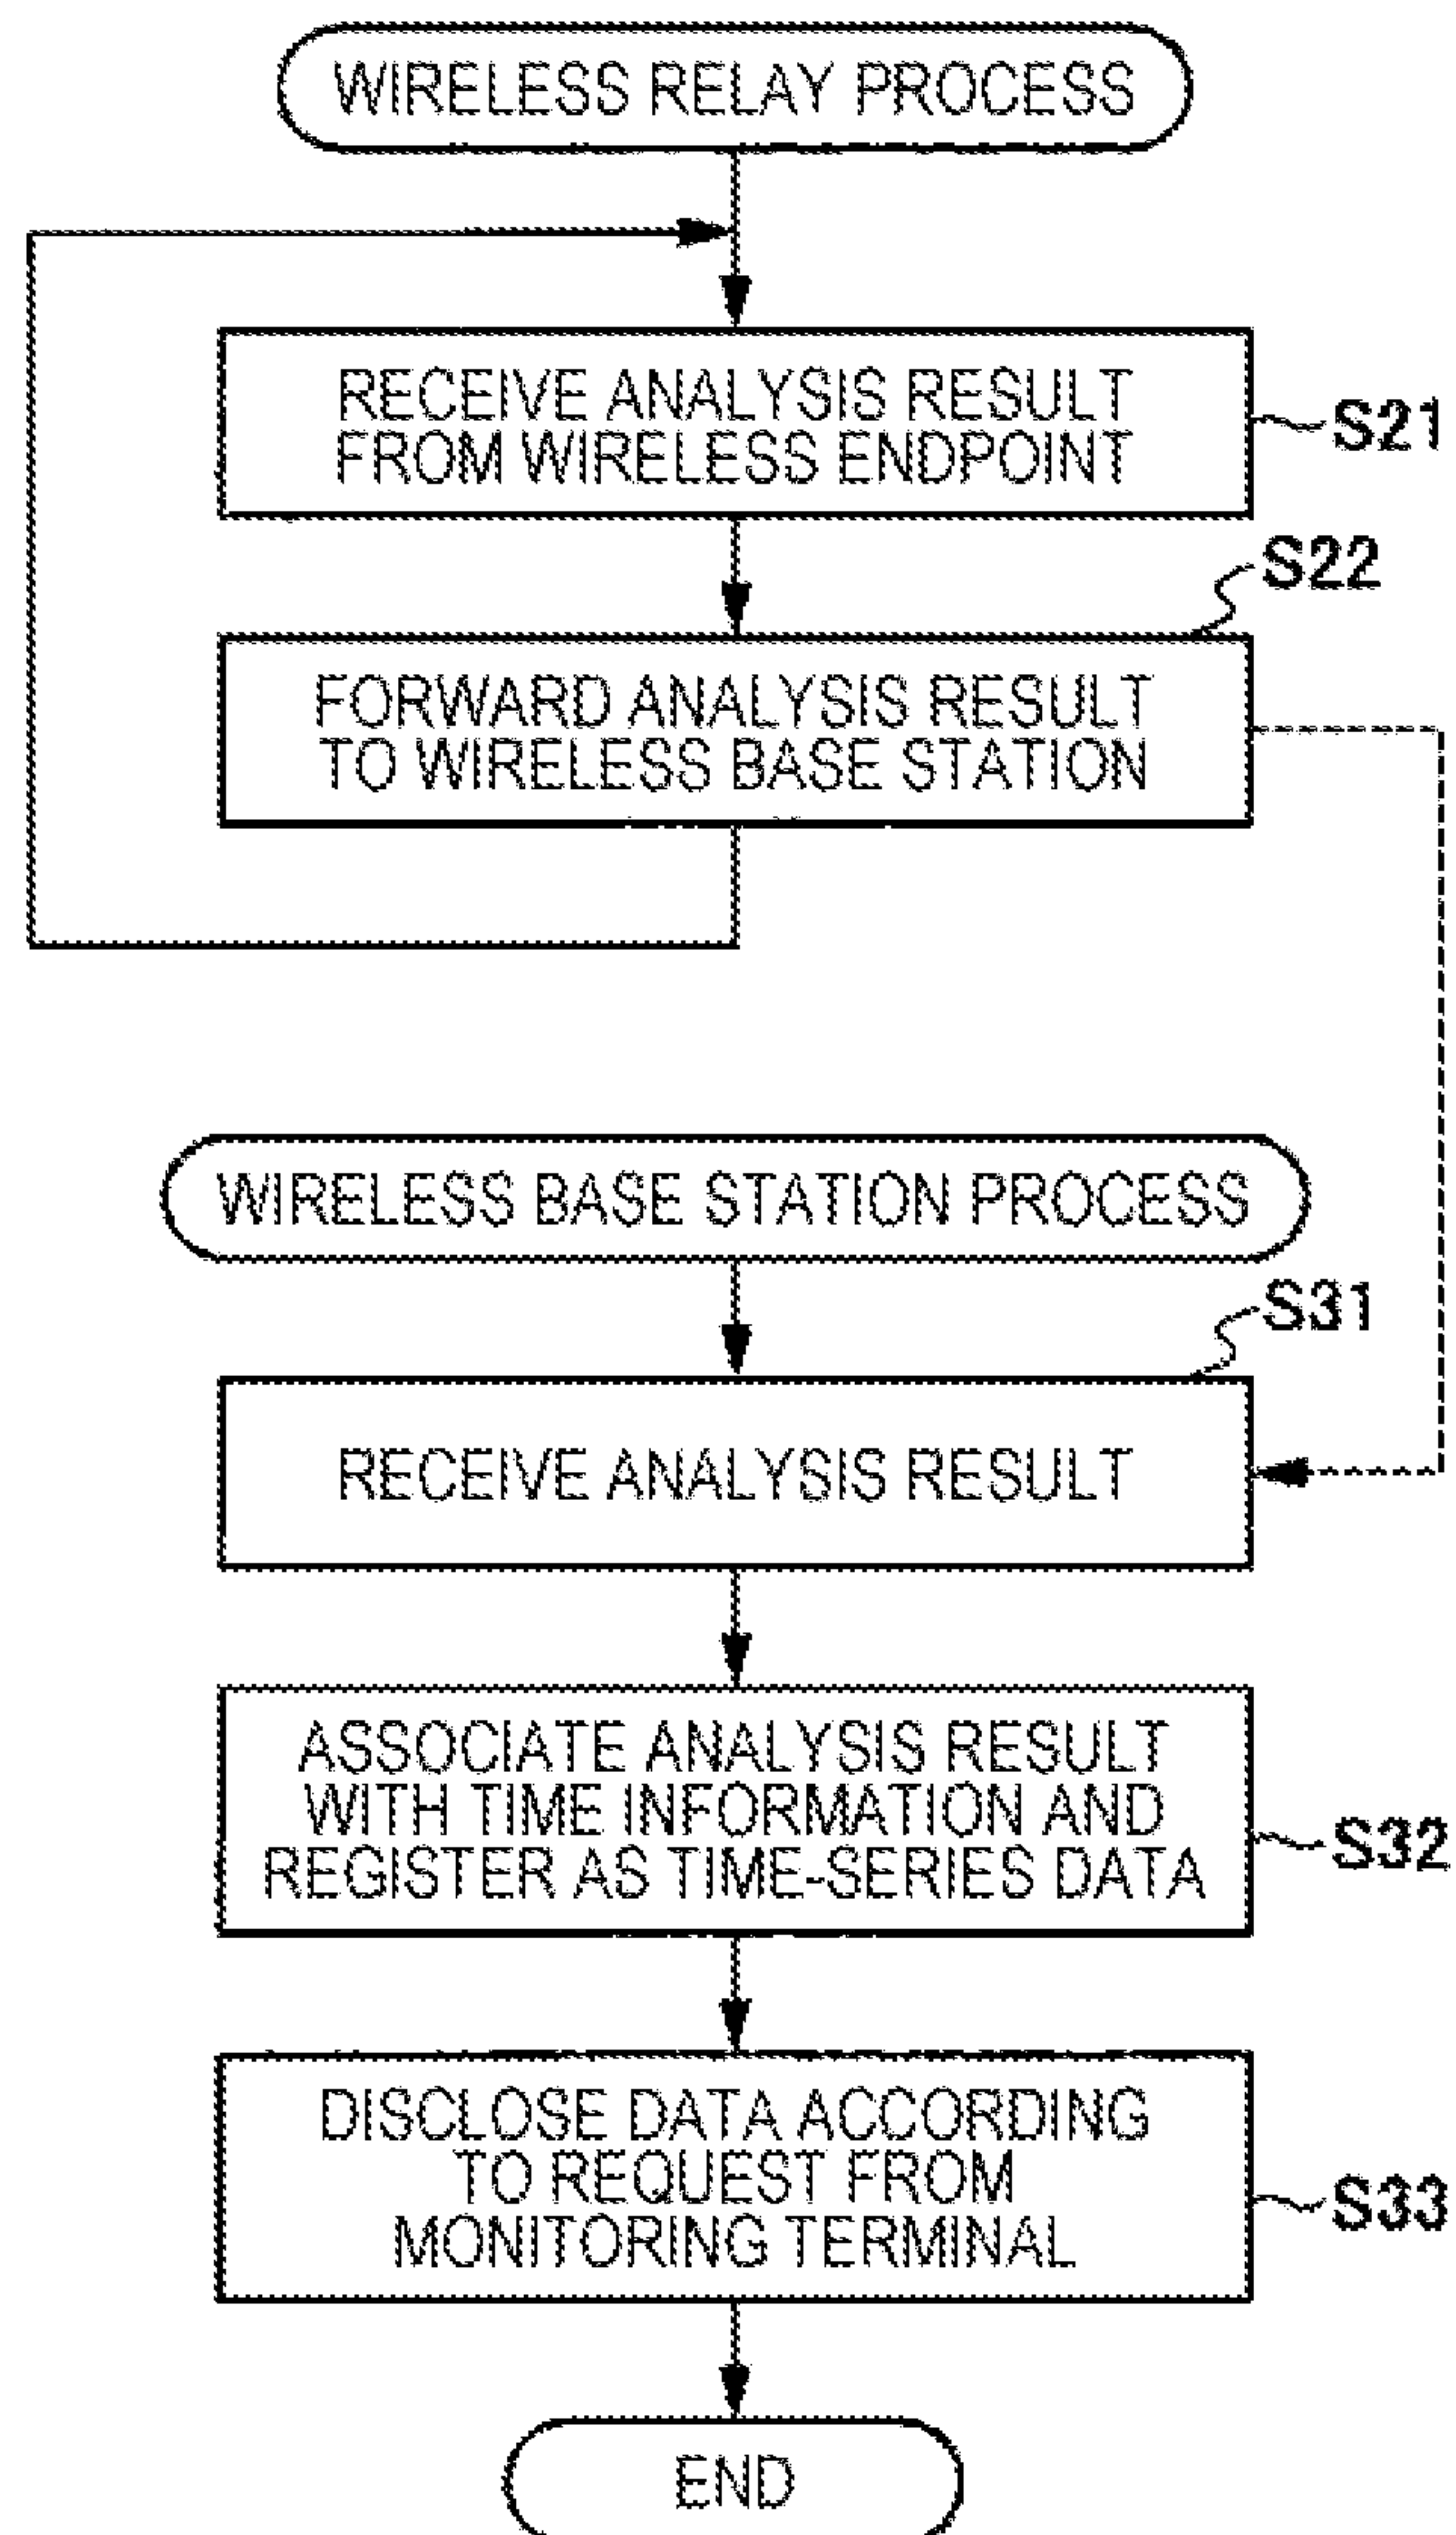 WIRELESS RELAY PROCESS
RECEIVE ANALYSIS RESULT
FROM WIRELESS ENDPOINT
S21
S22
FORWARD ANALYSIS RESULT
TO WIRELESS BASE STATION
WIRELESS BASE STATION PROCESS
S31
RECEIVE ANALYSIS RESULT
ASSOCIATE ANALYSIS RESULT
WITH TIME INFORMATION AND
REGISTER AS TIME-SERIES DATA
S32
DISCLOSE DATA ACCORDING
TO REQUEST FROM
MONITORING TERMINAL
S33
END